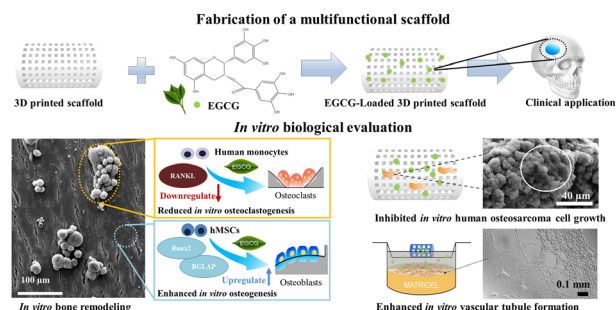 Fabrication of a multifunctional scaffold
3D printed scaffold
EGCG
EGCG-Loaded 3D printed scaffold
Clinical application
In vitro biological evaluation
Human monocytes
RANKL
EGCG
Downregulate
Osteoclasts
Reduced in vitro osteoclastogenesis
hMSCs
Runx2
EGCG
BGLAP
Upregulate
Osteoblasts
Enhanced in vitro osteogenesis
100 μm
In vitro bone remodeling
40 μm
Inhibited in vitro human osteosarcoma cell growth
MATRIGEL
0.1 mm
Enhanced in vitro vascular tubule formation